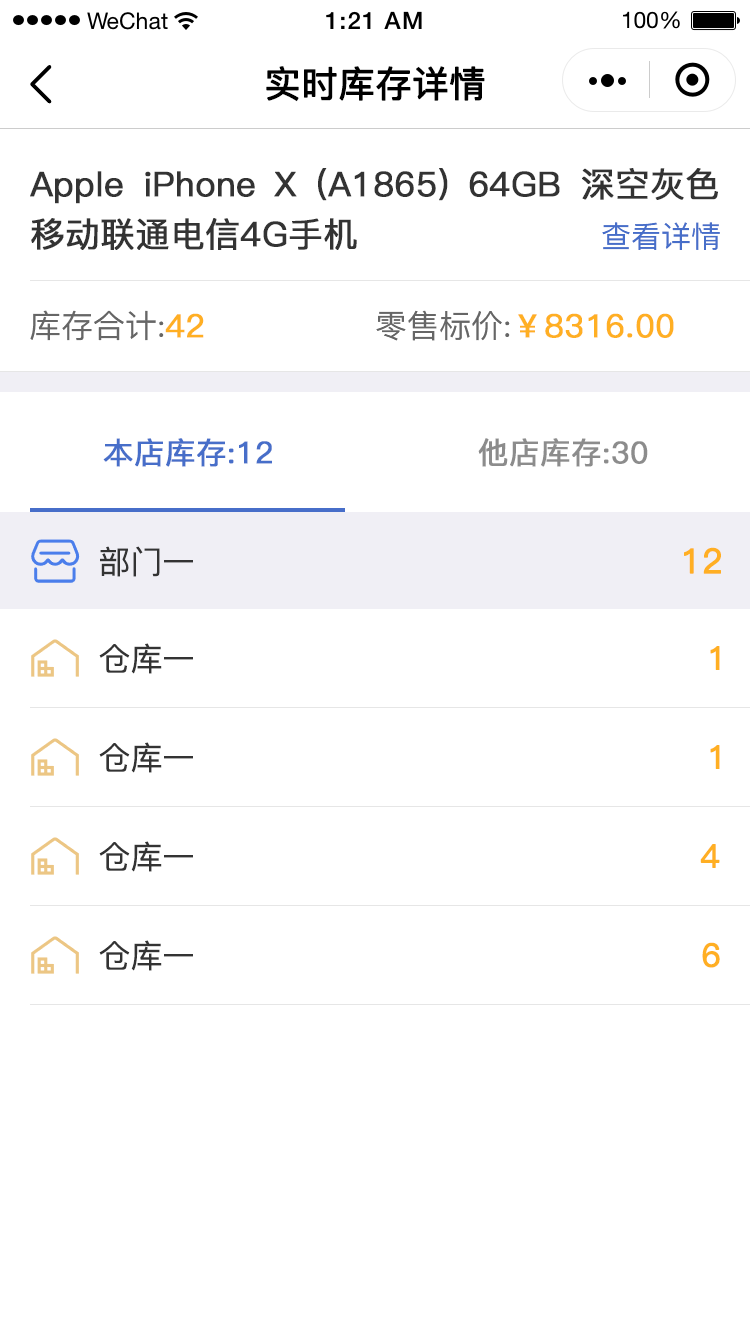 WeChat 1:21 AM 100%
实时库存详情
Apple iPhone X (A1865) 64GB 深空灰色
移动联通电信4G手机 查看详情
库存合计:42 零售标价:¥8316.00
本店库存:12 他店库存:30
部门一 12
仓库一 1
仓库一 1
仓库一 4
仓库一 6